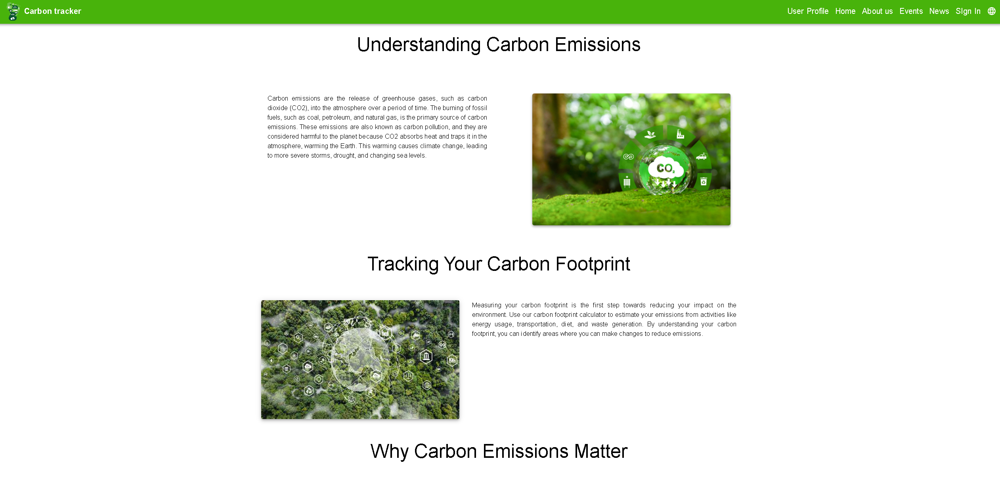 Carbon tracker
User Profile Home About us Events News SIgn In
Understanding Carbon Emissions
Carbon emissions are the release of greenhouse gases, such as carbon
dioxide (CO2), into the atmosphere over a period of time. The burning of fossil
fuels, such as coal, petroleum, and natural gas, is the primary source of carbon
emissions. These emissions are also known as carbon pollution, and they are
considered harmful to the planet because CO2 absorbs heat and traps it in the
atmosphere, warming the Earth. This warming causes climate change, leading
to more severe storms, drought, and changing sea levels.
CO₂
Tracking Your Carbon Footprint
Measuring your carbon footprint is the first step towards reducing your impact on the
environment. Use our carbon footprint calculator to estimate your emissions from activities like
energy usage, transportation, diet, and waste generation. By understanding your carbon
footprint, you can identify areas where you can make changes to reduce emissions.
Why Carbon Emissions Matter